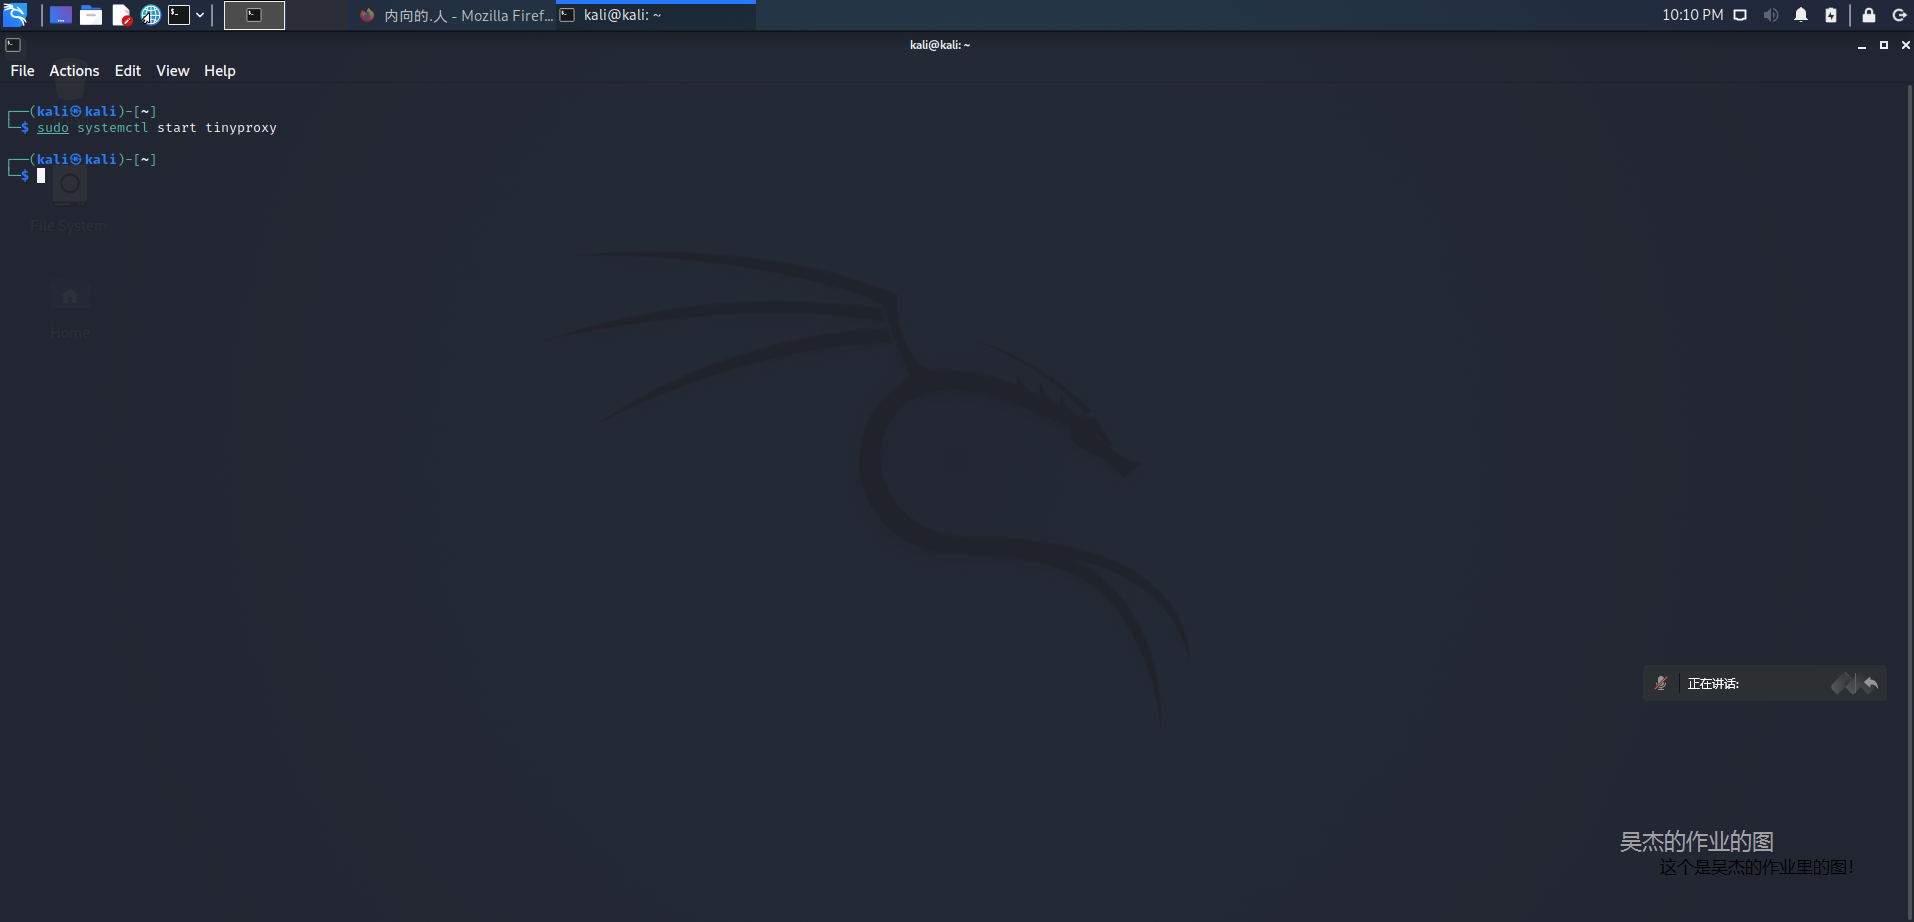 内向的.人 - Mozilla Firef...
kali@kali: ~
10:10 PM
kali@kali: ~
File Actions Edit View Help
┌──(kali㉿kali)-[~]
└─$ sudo systemctl start tinyproxy
┌──(kali㉿kali)-[~]
└─$
File System
Home
正在讲话:
吴杰的作业的图
这个是吴杰的作业里的图!